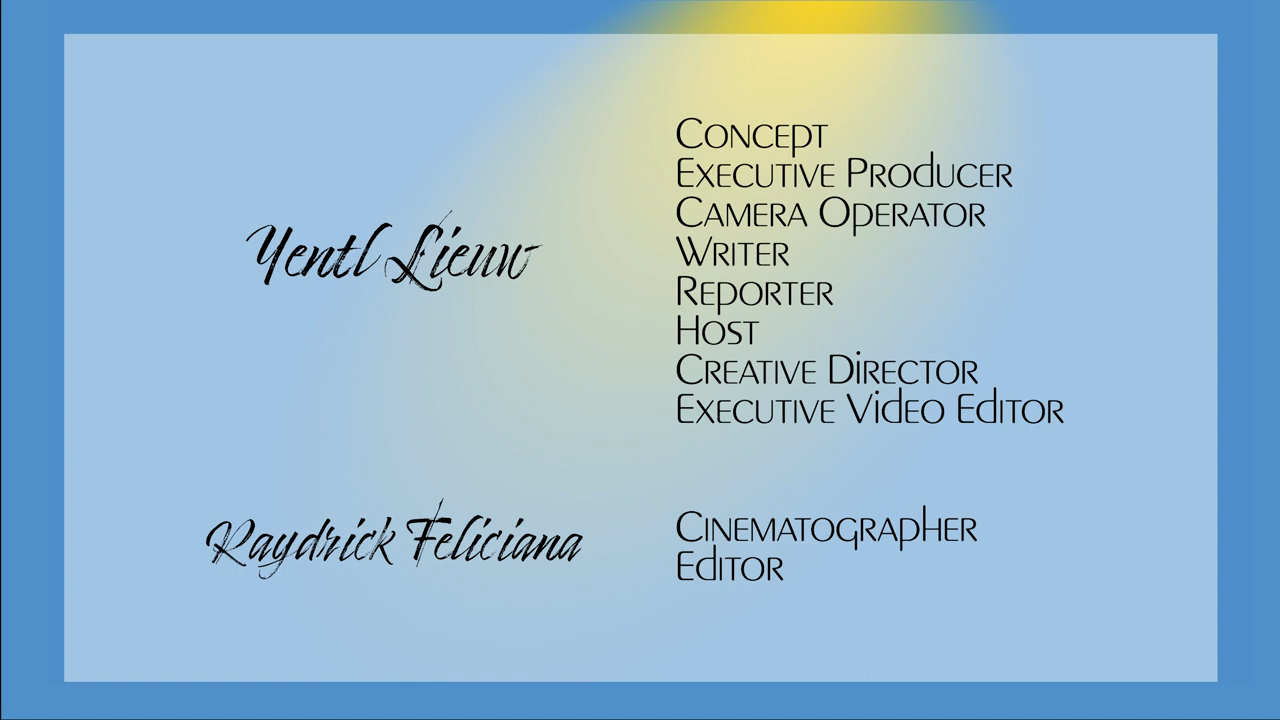 Yentl Lieuw
Concept
Executive Producer
Camera Operator
Writer
Reporter
Host
Creative Director
Executive Video Editor
Raydrick Feliciana
Cinematographer
Editor